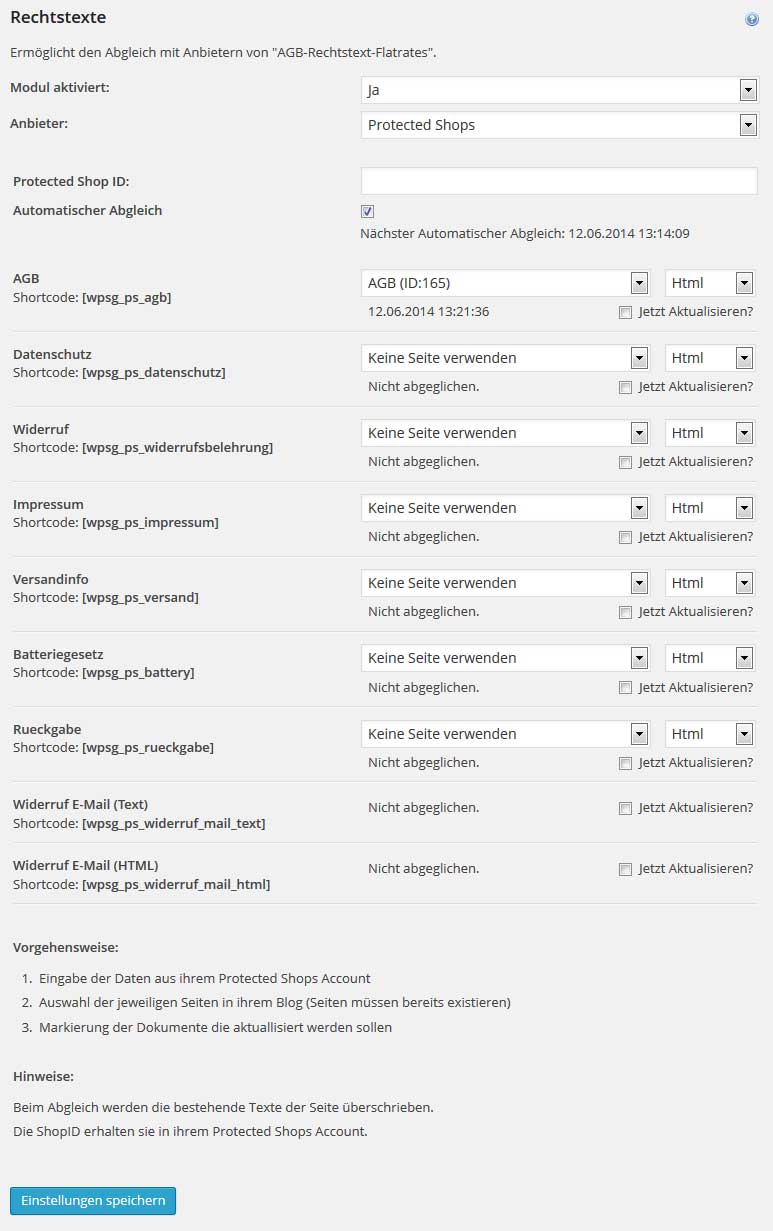 Rechtstexte
Ermöglicht den Abgleich mit Anbietern von "AGB-Rechtstext-Flatrates".
Modul aktiviert: Ja
Anbieter: Protected Shops
Protected Shop ID:
Automatischer Abgleich
Nächster Automatischer Abgleich: 12.06.2014 13:14:09
AGB AGB (ID:165) Html
Shortcode: [wpsg_ps_agb] 12.06.2014 13:21:36 Jetzt Aktualisieren?
Datenschutz Keine Seite verwenden Html
Shortcode: [wpsg_ps_datenschutz] Nicht abgeglichen. Jetzt Aktualisieren?
Widerruf Keine Seite verwenden Html
Shortcode: [wpsg_ps_widerrufsbelehrung] Nicht abgeglichen. Jetzt Aktualisieren?
Impressum Keine Seite verwenden Html
Shortcode: [wpsg_ps_impressum] Nicht abgeglichen. Jetzt Aktualisieren?
Versandinfo Keine Seite verwenden Html
Shortcode: [wpsg_ps_versand] Nicht abgeglichen. Jetzt Aktualisieren?
Batteriegesetz Keine Seite verwenden Html
Shortcode: [wpsg_ps_battery] Nicht abgeglichen. Jetzt Aktualisieren?
Rueckgabe Keine Seite verwenden Html
Shortcode: [wpsg_ps_rueckgabe] Nicht abgeglichen. Jetzt Aktualisieren?
Widerruf E-Mail (Text) Nicht abgeglichen. Jetzt Aktualisieren?
Shortcode: [wpsg_ps_widerruf_mail_text]
Widerruf E-Mail (HTML) Nicht abgeglichen. Jetzt Aktualisieren?
Shortcode: [wpsg_ps_widerruf_mail_html]
Vorgehensweise:
1. Eingabe der Daten aus ihrem Protected Shops Account
2. Auswahl der jeweiligen Seiten in ihrem Blog (Seiten müssen bereits existieren)
3. Markierung der Dokumente die aktuallisiert werden sollen
Hinweise:
Beim Abgleich werden die bestehende Texte der Seite überschrieben.
Die ShopID erhalten sie in ihrem Protected Shops Account.
Einstellungen speichern